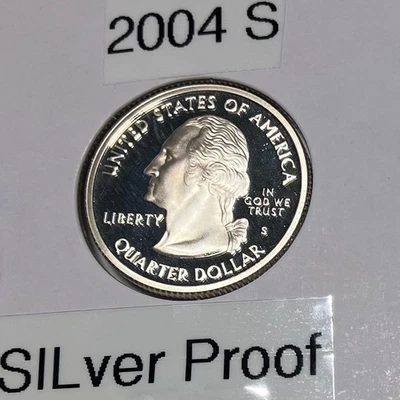 2004 S
UNITED STATES OF AMERICA
IN
GOD WE
TRUST
LIBERTY
S
QUARTER DOLLAR
SILver Proof